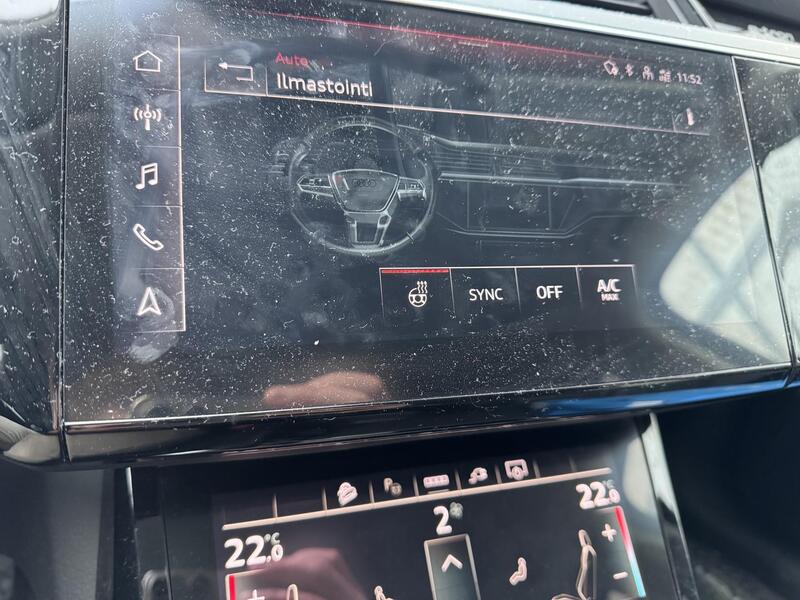 Auto
Ilmastointi
11:52
SYNC
OFF
A/C
MAX
2
22.0
°C
22.0
°C